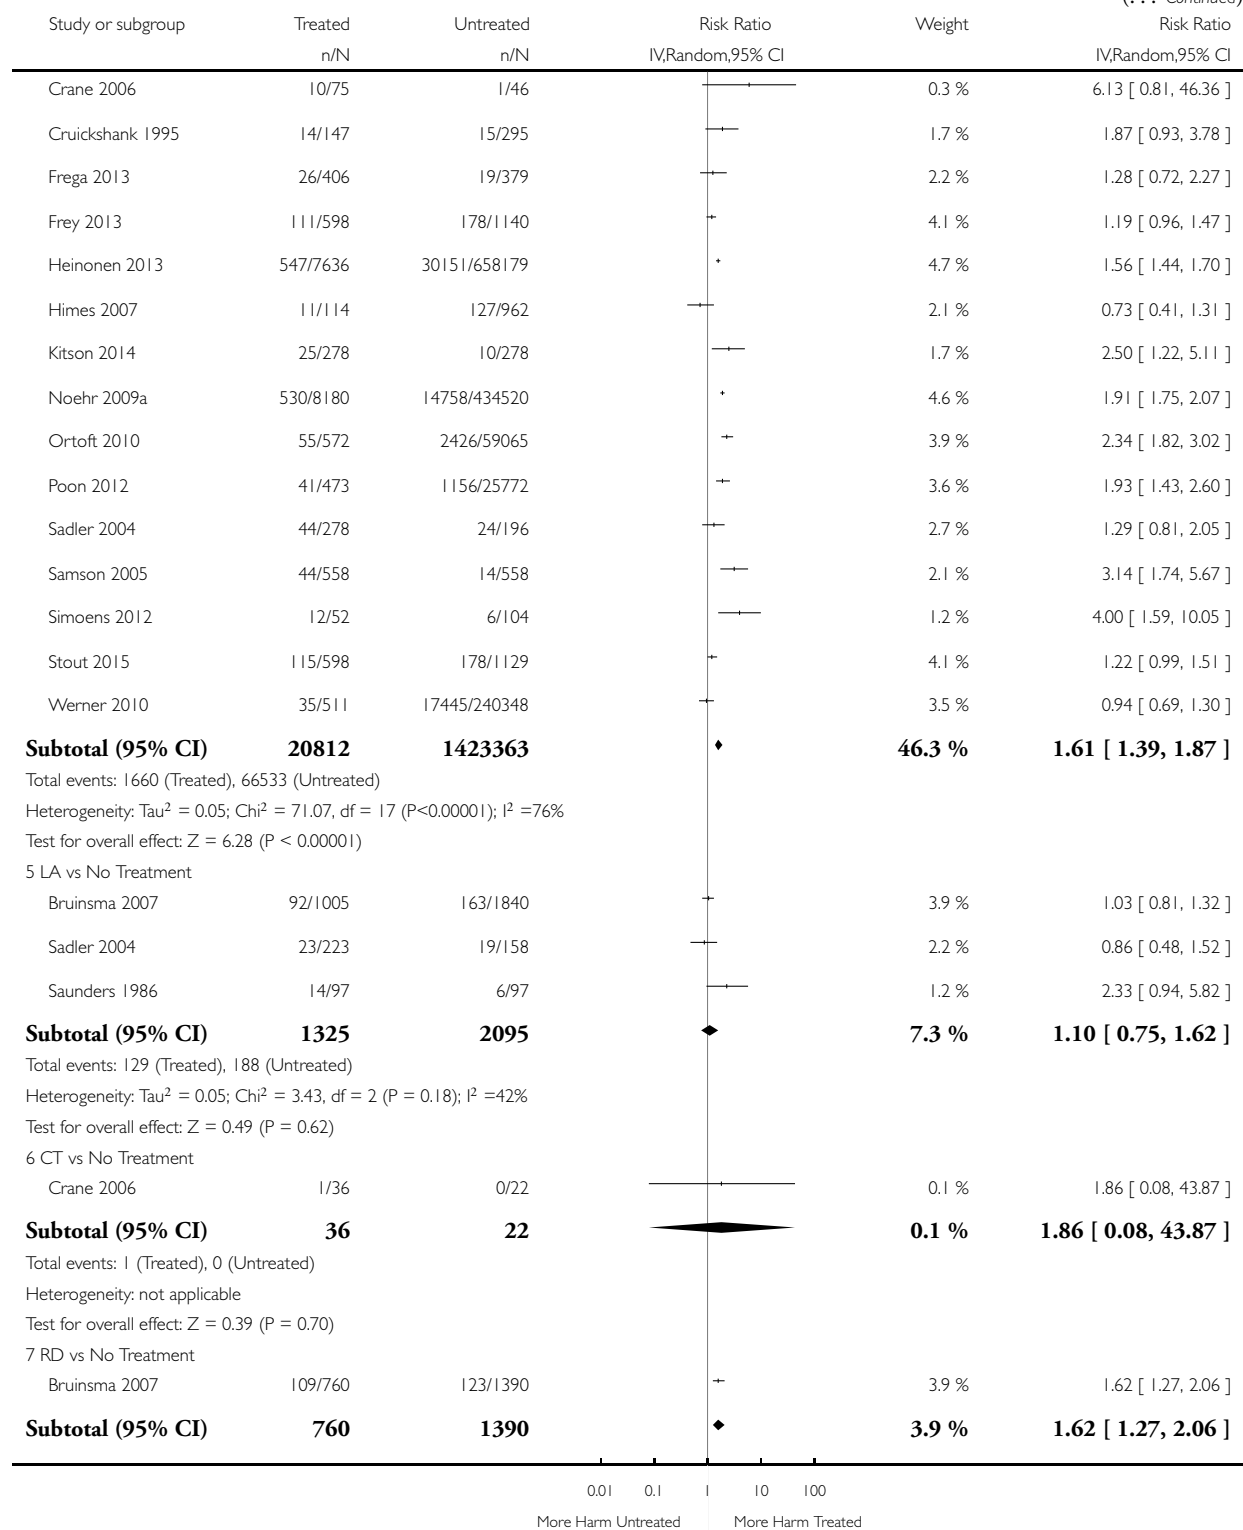 (. . . Continued)
Study or subgroup Treated Untreated Risk Ratio Weight Risk Ratio
n/N n/N IV,Random,95% CI IV,Random,95% CI
Crane 2006 10/75 1/46 0.3 % 6.13 [ 0.81, 46.36 ]
Cruickshank 1995 14/147 15/295 1.7 % 1.87 [ 0.93, 3.78 ]
Frega 2013 26/406 19/379 2.2 % 1.28 [ 0.72, 2.27 ]
Frey 2013 111/598 178/1140 4.1 % 1.19 [ 0.96, 1.47 ]
Heinonen 2013 547/7636 30151/658179 4.7 % 1.56 [ 1.44, 1.70 ]
Himes 2007 11/114 127/962 2.1 % 0.73 [ 0.41, 1.31 ]
Kitson 2014 25/278 10/278 1.7 % 2.50 [ 1.22, 5.11 ]
Noehr 2009a 530/8180 14758/434520 4.6 % 1.91 [ 1.75, 2.07 ]
Ortoft 2010 55/572 2426/59065 3.9 % 2.34 [ 1.82, 3.02 ]
Poon 2012 41/473 1156/25772 3.6 % 1.93 [ 1.43, 2.60 ]
Sadler 2004 44/278 24/196 2.7 % 1.29 [ 0.81, 2.05 ]
Samson 2005 44/558 14/558 2.1 % 3.14 [ 1.74, 5.67 ]
Simoens 2012 12/52 6/104 1.2 % 4.00 [ 1.59, 10.05 ]
Stout 2015 115/598 178/1129 4.1 % 1.22 [ 0.99, 1.51 ]
Werner 2010 35/511 17445/240348 3.5 % 0.94 [ 0.69, 1.30 ]
Subtotal (95% CI) 20812 1423363 46.3 % 1.61 [ 1.39, 1.87 ]
Total events: 1660 (Treated), 66533 (Untreated)
Heterogeneity: Tau² = 0.05; Chi² = 71.07, df = 17 (P<0.00001); I² =76%
Test for overall effect: Z = 6.28 (P < 0.00001)
5 LA vs No Treatment
Bruinsma 2007 92/1005 163/1840 3.9 % 1.03 [ 0.81, 1.32 ]
Sadler 2004 23/223 19/158 2.2 % 0.86 [ 0.48, 1.52 ]
Saunders 1986 14/97 6/97 1.2 % 2.33 [ 0.94, 5.82 ]
Subtotal (95% CI) 1325 2095 7.3 % 1.10 [ 0.75, 1.62 ]
Total events: 129 (Treated), 188 (Untreated)
Heterogeneity: Tau² = 0.05; Chi² = 3.43, df = 2 (P = 0.18); I² =42%
Test for overall effect: Z = 0.49 (P = 0.62)
6 CT vs No Treatment
Crane 2006 1/36 0/22 0.1 % 1.86 [ 0.08, 43.87 ]
Subtotal (95% CI) 36 22 0.1 % 1.86 [ 0.08, 43.87 ]
Total events: 1 (Treated), 0 (Untreated)
Heterogeneity: not applicable
Test for overall effect: Z = 0.39 (P = 0.70)
7 RD vs No Treatment
Bruinsma 2007 109/760 123/1390 3.9 % 1.62 [ 1.27, 2.06 ]
Subtotal (95% CI) 760 1390 3.9 % 1.62 [ 1.27, 2.06 ]
0.01 0.1 1 10 100
More Harm Untreated More Harm Treated